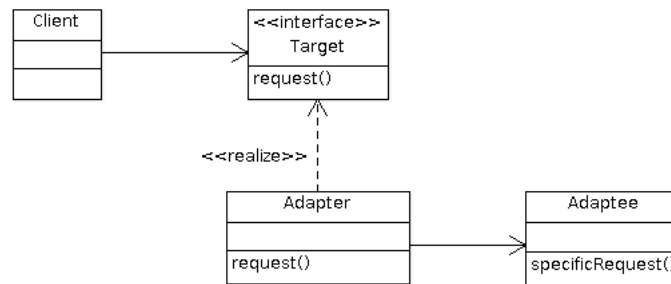 Client
<<interface>>
Target
request()
<<realize>>
Adapter
request()
Adaptee
specificRequest()